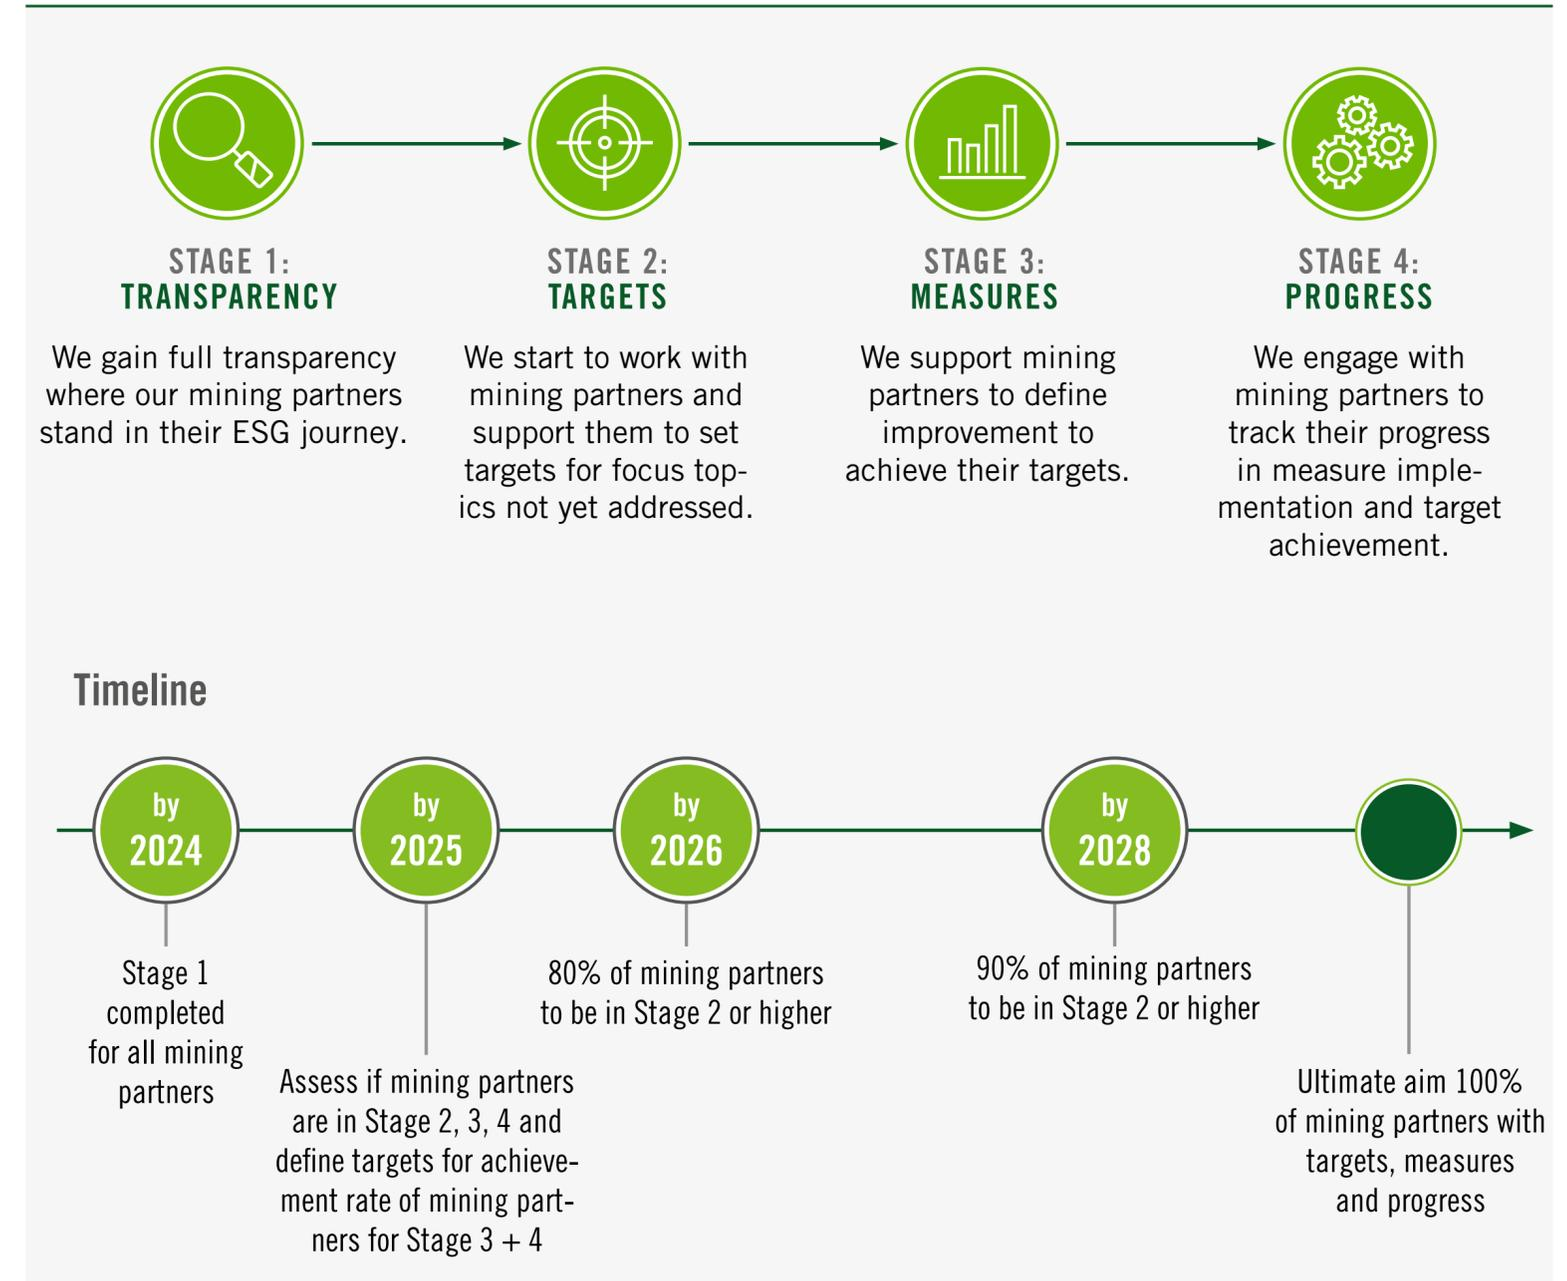 STAGE 1:
TRANSPARENCY
We gain full transparency
where our mining partners
stand in their ESG journey.
STAGE 2:
TARGETS
We start to work with
mining partners and
support them to set
targets for focus top-
ics not yet addressed.
STAGE 3:
MEASURES
We support mining
partners to define
improvement to
achieve their targets.
STAGE 4:
PROGRESS
We engage with
mining partners to
track their progress
in measure imple-
mentation and target
achievement.
Timeline
by
2024
Stage 1
completed
for all mining
partners
by
2025
Assess if mining partners
are in Stage 2, 3, 4 and
define targets for achieve-
ment rate of mining part-
ners for Stage 3 + 4
by
2026
80% of mining partners
to be in Stage 2 or higher
by
2028
90% of mining partners
to be in Stage 2 or higher
Ultimate aim 100%
of mining partners with
targets, measures
and progress